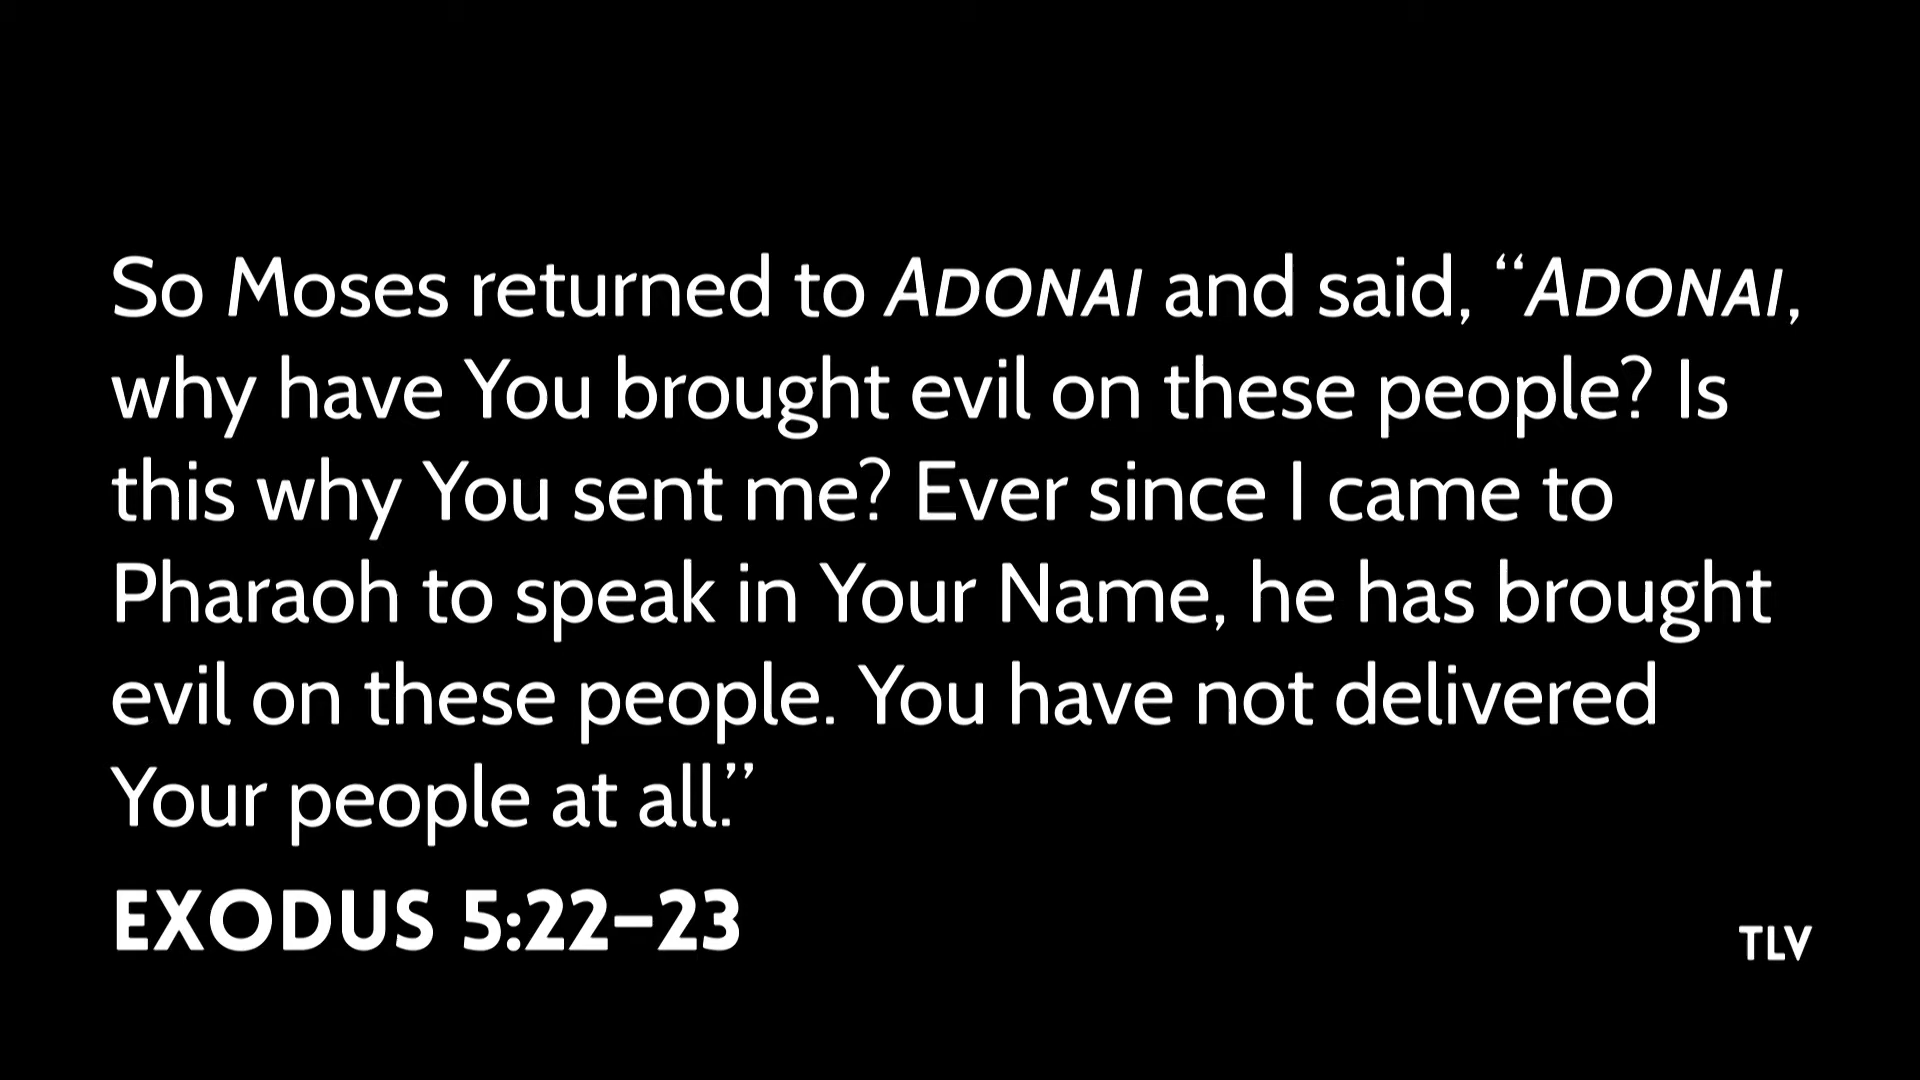 So Moses returned to ADONAI and said, “ADONAI,
why have You brought evil on these people? Is
this why You sent me? Ever since I came to
Pharaoh to speak in Your Name, he has brought
evil on these people. You have not delivered
Your people at all.”
EXODUS 5:22–23
TLV